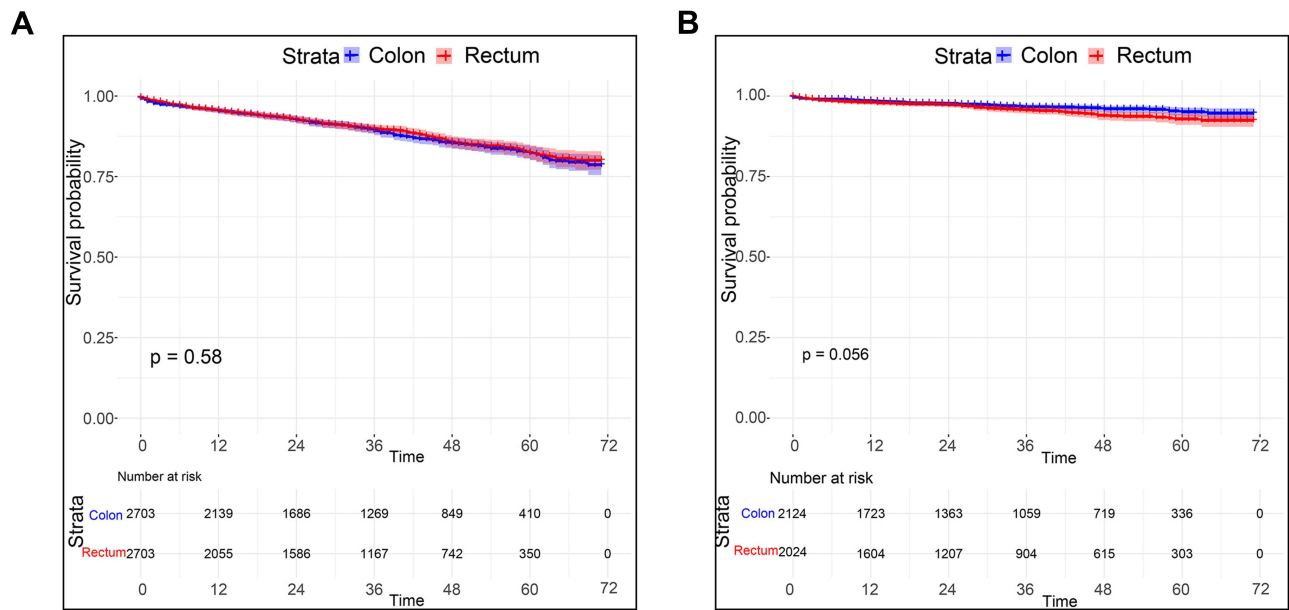 A
Strata Colon Rectum
Survival probability
1.00
0.75
0.50
0.25
0.00
p = 0.58
0 12 24 36 48 60 72
Time
Number at risk
Strata
Colon 2703 2139 1686 1269 849 410 0
Rectum 2703 2055 1586 1167 742 350 0
0 12 24 36 48 60 72
Time
B
Strata Colon Rectum
Survival probability
1.00
0.75
0.50
0.25
0.00
p = 0.056
0 12 24 36 48 60 72
Time
Number at risk
Strata
Colon 2124 1723 1363 1059 719 336 0
Rectum 2024 1604 1207 904 615 303 0
0 12 24 36 48 60 72
Time